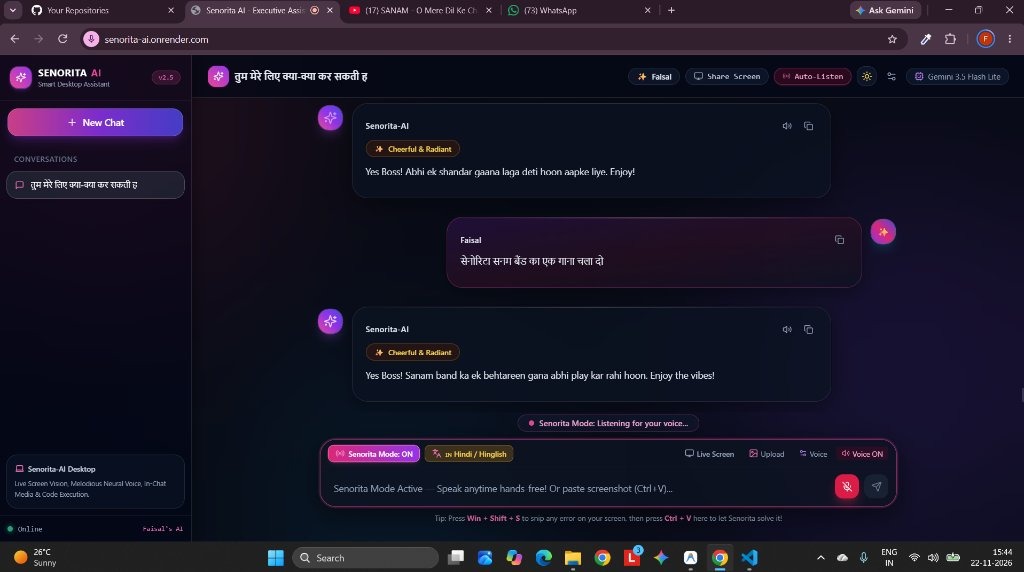 Your Repositories
Senorita AI - Executive Assis
(17) SANAM - O Mere Dil Ke Ch
(73) WhatsApp
Ask Gemini
senorita-ai.onrender.com
SENORITA AI
Smart Desktop Assistant
v2.5
तुम मेरे लिए क्या-क्या कर सकती ह
Faisal
Share Screen
Auto-Listen
Gemini 3.5 Flash Lite
New Chat
CONVERSATIONS
तुम मेरे लिए क्या-क्या कर सकती ह
Senorita-AI
Cheerful & Radiant
Yes Boss! Abhi ek shandar gaana laga deti hoon aapke liye. Enjoy!
Faisal
सेनोरिटा सनम बैंड का एक गाना चला दो
Senorita-AI
Cheerful & Radiant
Yes Boss! Sanam band ka ek behtareen gana abhi play kar rahi hoon. Enjoy the vibes!
Senorita Mode: Listening for your voice...
Senorita Mode: ON
IN Hindi / Hinglish
Live Screen
Upload
Voice
Voice ON
Senorita Mode Active — Speak anytime hands free! Or paste screenshot (Ctrl+V)...
Tip: Press Win + Shift + S to snip any error on your screen, then press Ctrl + V here to let Senorita solve it!
Senorita-AI Desktop
Live Screen Vision, Melodious Neural Voice, In-Chat
Media & Code Execution.
Online
Faisal's AI
26°C
Sunny
Search
3
ENG
IN
15:44
22-11-2026